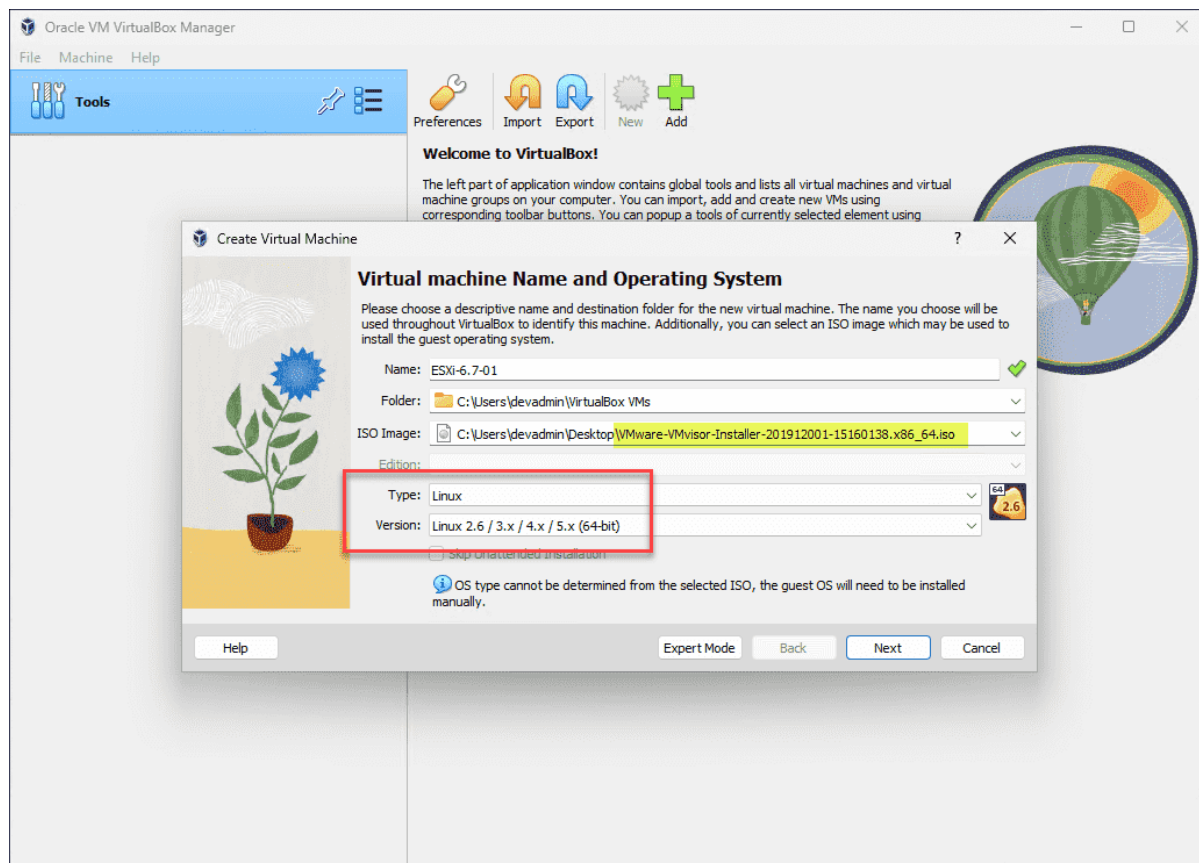 Oracle VM VirtualBox Manager
File Machine Help
Tools
Preferences Import Export New Add
Welcome to VirtualBox!
The left part of application window contains global tools and lists all virtual machines and virtual
machine groups on your computer. You can import, add and create new VMs using
corresponding toolbar buttons. You can popup a tools of currently selected element using
Create Virtual Machine ?
Virtual machine Name and Operating System
Please choose a descriptive name and destination folder for the new virtual machine. The name you choose will be
used throughout VirtualBox to identify this machine. Additionally, you can select an ISO image which may be used to
install the guest operating system.
Name: ESXi-6.7-01
Folder: C:\Users\devadmin\VirtualBox VMs
ISO Image: C:\Users\devadmin\Desktop\VMware-VMvisor-Installer-201912001-15160138.x86_64.iso
Edition:
Type: Linux
64
2.6
Version: Linux 2.6 / 3.x / 4.x / 5.x (64-bit)
Skip Unattended Installation
OS type cannot be determined from the selected ISO, the guest OS will need to be installed
manually.
Help Expert Mode Back Next Cancel